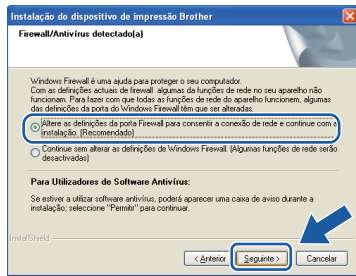 Instalação do dispositivo de impressão Brother
Firewall/Antivírus detectado(a)
Windows Firewall é uma ajuda para proteger o seu computador.
Com as definições actuais de firewall algumas da funções de rede no seu aparelho não
funcionam. Para fazer com que todas as funções de rede do aparelho funcionem, algumas
das definições da porta do Windows Firewall têm que ser alteradas.
Altere as definições da porta Firewall para consentir a conexão de rede e continue com a
instalação. (Recomendado)
Continue sem alterar as definições de Windows Firewall. (Algumas funções de rede serão
desactivadas)
Para Utilizadores de Software Antivírus:
Se estiver a utilizar software antivírus, poderá aparecer uma caixa de aviso durante a
instalação; seleccione "Permitir" para continuar.
InstallShield
< Anterior Seguinte > Cancelar